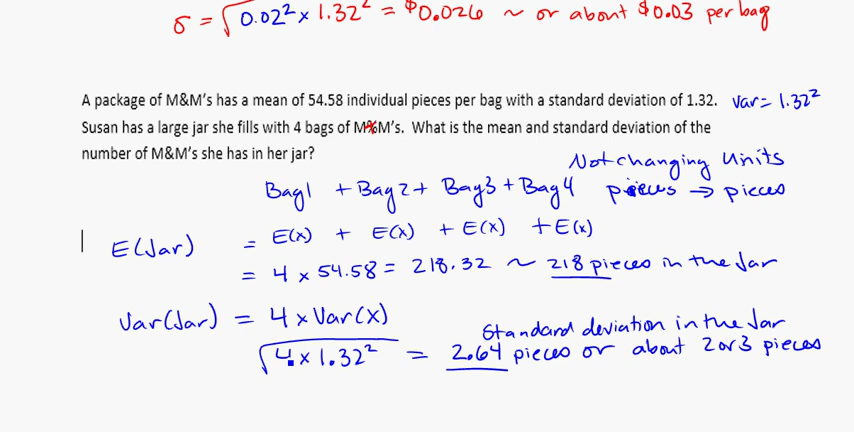 σ = √0.02² x 1.32² = $0.026 ~ or about $0.03 per bag
A package of M&M's has a mean of 54.58 individual pieces per bag with a standard deviation of 1.32. Var = 1.32²
Susan has a large jar she fills with 4 bags of M&M's. What is the mean and standard deviation of the
number of M&M's she has in her jar?
Not changing units
Bag1 + Bag2 + Bag3 + Bag4 pieces → pieces
E(Jar) = E(x) + E(x) + E(x) + E(x)
= 4 x 54.58 = 218.32 ~ 218 pieces in the Jar
Var(Jar) = 4 x Var(x)
Standard deviation in the Jar
√4 x 1.32² = 2.64 pieces or about 2 or 3 pieces